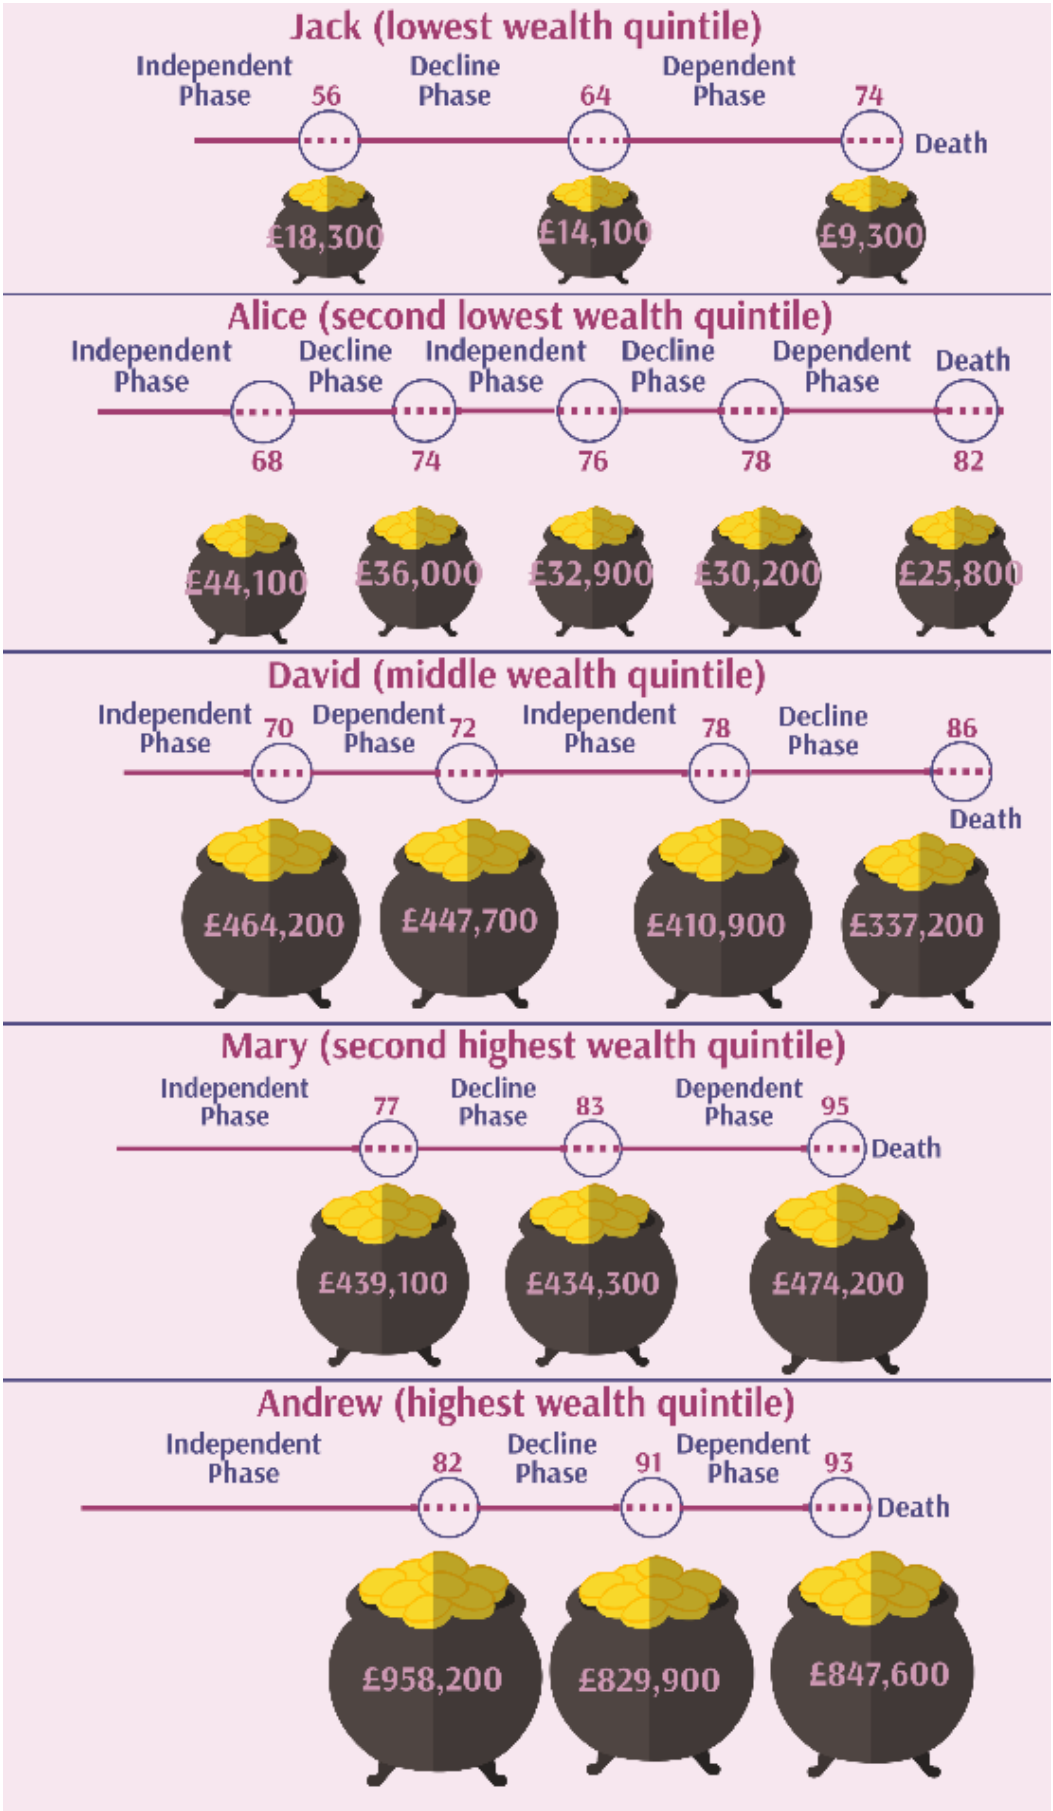 Jack (lowest wealth quintile)
Independent
Phase
56
Decline
Phase
64
Dependent
Phase
74
Death
£18,300
£14,100
£9,300
Alice (second lowest wealth quintile)
Independent
Phase
Decline
Phase
Independent
Phase
Decline
Phase
Dependent
Phase
Death
68
74
76
78
82
£44,100
£36,000
£32,900
£30,200
£25,800
David (middle wealth quintile)
Independent
Phase
70
Dependent
Phase
72
Independent
Phase
78
Decline
Phase
86
Death
£464,200
£447,700
£410,900
£337,200
Mary (second highest wealth quintile)
Independent
Phase
77
Decline
Phase
83
Dependent
Phase
95
Death
£439,100
£434,300
£474,200
Andrew (highest wealth quintile)
Independent
Phase
82
Decline
Phase
91
Dependent
Phase
93
Death
£958,200
£829,900
£847,600